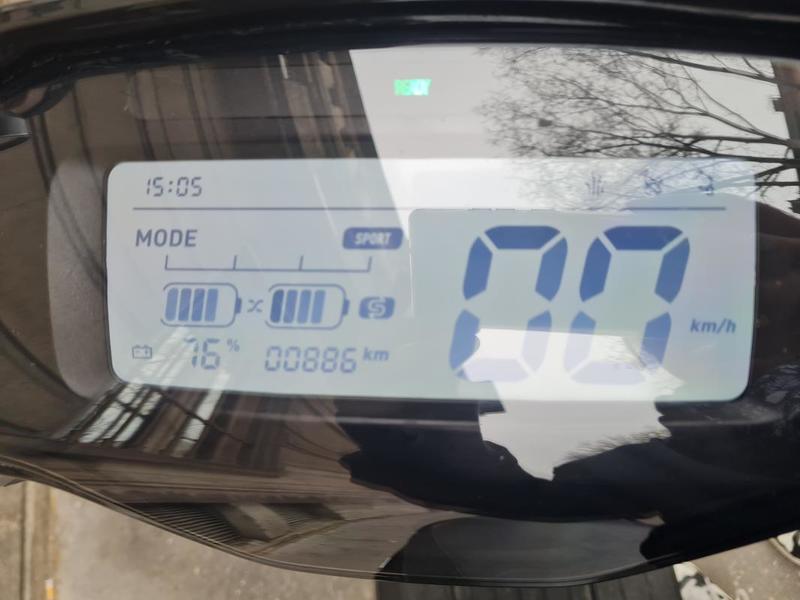 READY
15:05
MODE SPORT
S
76 % 00886 km
00 km/h